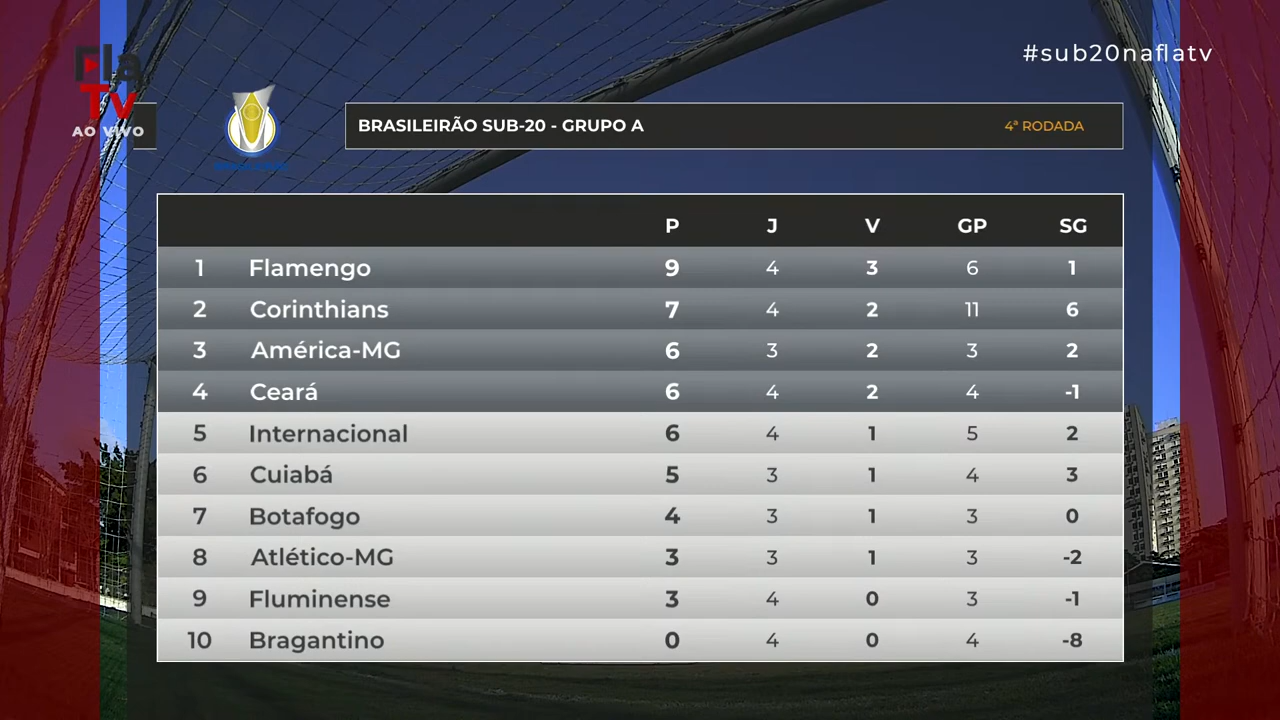 Fla
Tv
AO VIVO
#sub20naflatv
BRASILEIRÃO SUB-20 - GRUPO A 4ª RODADA
P J V GP SG
1 Flamengo 9 4 3 6 1
2 Corinthians 7 4 2 11 6
3 América-MG 6 3 2 3 2
4 Ceará 6 4 2 4 -1
5 Internacional 6 4 1 5 2
6 Cuiabá 5 3 1 4 3
7 Botafogo 4 3 1 3 0
8 Atlético-MG 3 3 1 3 -2
9 Fluminense 3 4 0 3 -1
10 Bragantino 0 4 0 4 -8